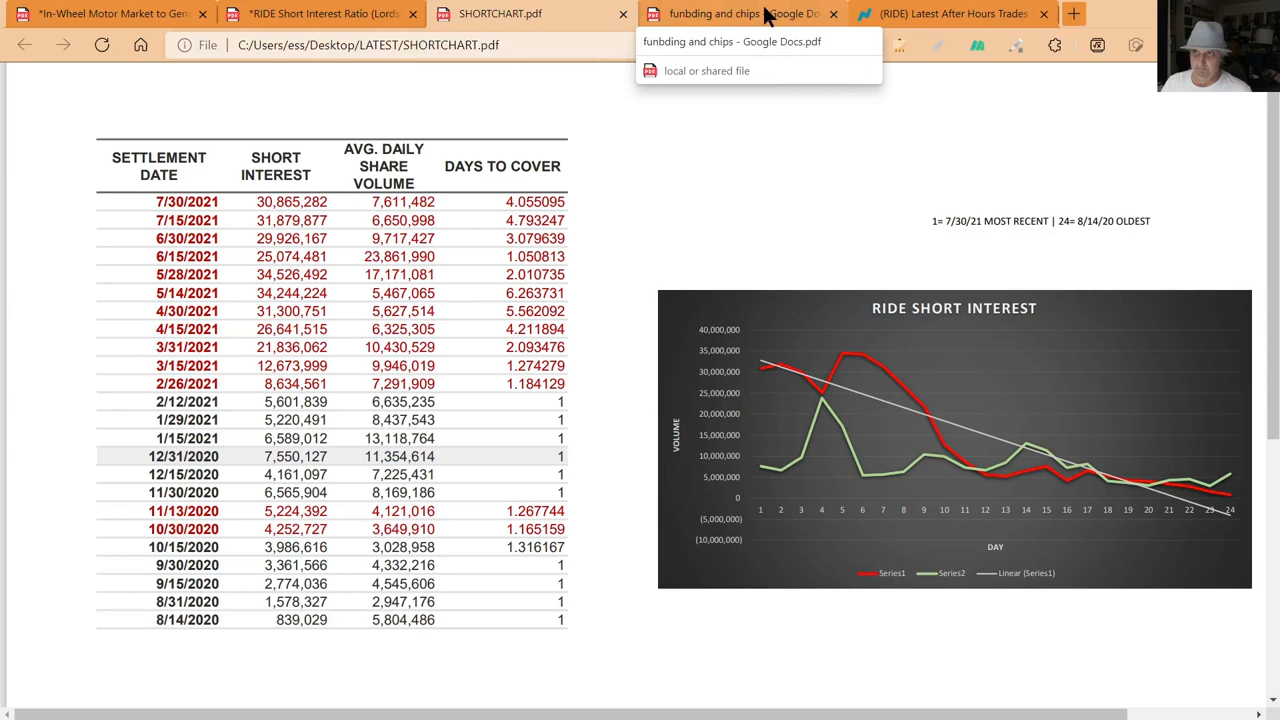 *In-Wheel Motor Market to Gene
*RIDE Short Interest Ratio (Lords
SHORTCHART.pdf
funbding and chips - Google Do
(RIDE) Latest After Hours Trades
File
C:/Users/ess/Desktop/LATEST/SHORTCHART.pdf
funbding and chips - Google Docs.pdf
local or shared file
SETTLEMENT DATE SHORT INTEREST AVG. DAILY SHARE VOLUME DAYS TO COVER
7/30/2021 30,865,282 7,611,482 4.055095
7/15/2021 31,879,877 6,650,998 4.793247
6/30/2021 29,926,167 9,717,427 3.079639
6/15/2021 25,074,481 23,861,990 1.050813
5/28/2021 34,526,492 17,171,081 2.010735
5/14/2021 34,244,224 5,467,065 6.263731
4/30/2021 31,300,751 5,627,514 5.562092
4/15/2021 26,641,515 6,325,305 4.211894
3/31/2021 21,836,062 10,430,529 2.093476
3/15/2021 12,673,999 9,946,019 1.274279
2/26/2021 8,634,561 7,291,909 1.184129
2/12/2021 5,601,839 6,635,235 1
1/29/2021 5,220,491 8,437,543 1
1/15/2021 6,589,012 13,118,764 1
12/31/2020 7,550,127 11,354,614 1
12/15/2020 4,161,097 7,225,431 1
11/30/2020 6,565,904 8,169,186 1
11/13/2020 5,224,392 4,121,016 1.267744
10/30/2020 4,252,727 3,649,910 1.165159
10/15/2020 3,986,616 3,028,958 1.316167
9/30/2020 3,361,566 4,332,216 1
9/15/2020 2,774,036 4,545,606 1
8/31/2020 1,578,327 2,947,176 1
8/14/2020 839,029 5,804,486 1
1= 7/30/21 MOST RECENT | 24= 8/14/20 OLDEST
RIDE SHORT INTEREST
40,000,000
35,000,000
30,000,000
25,000,000
20,000,000
15,000,000
10,000,000
5,000,000
0
(5,000,000)
(10,000,000)
VOLUME
1 2 3 4 5 6 7 8 9 10 11 12 13 14 15 16 17 18 19 20 21 22 23 24
DAY
Series1 Series2 Linear (Series1)